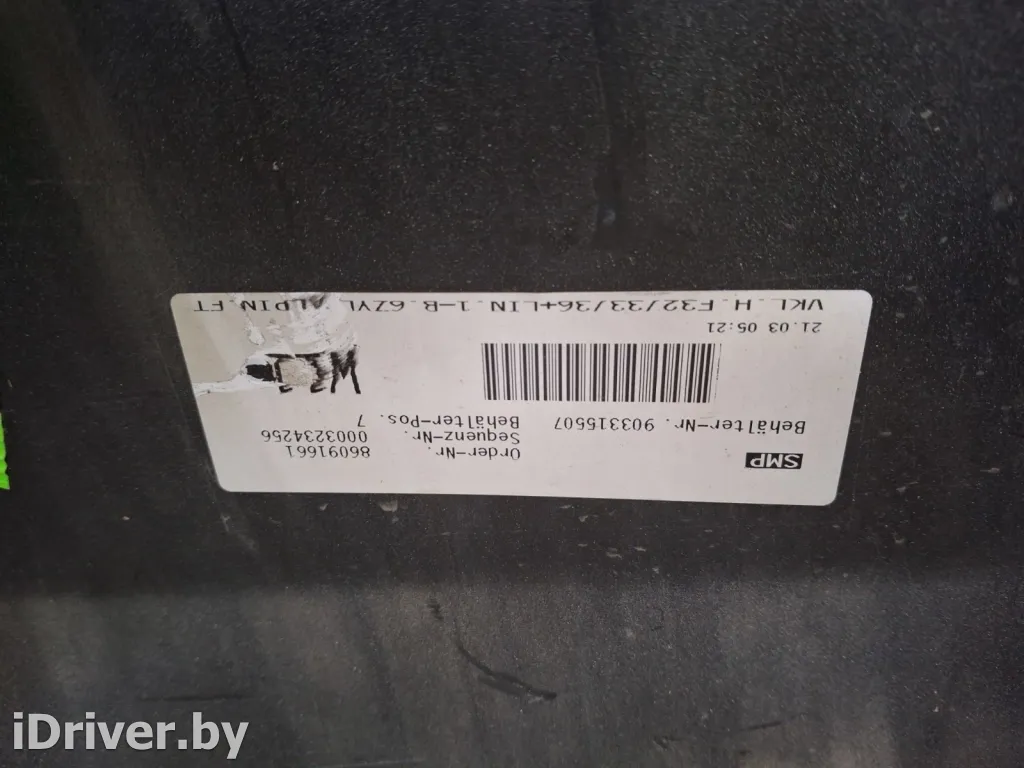 SMP
Order-Nr. 86091661
Sequenz-Nr. 0003234256
Behälter-Nr. 903315507 Behälter-Pos. 7
21.03 05:21
VKL.H.F32/33/36+LIN.1-B.6ZYL ALPIN.FT
iDriver.by